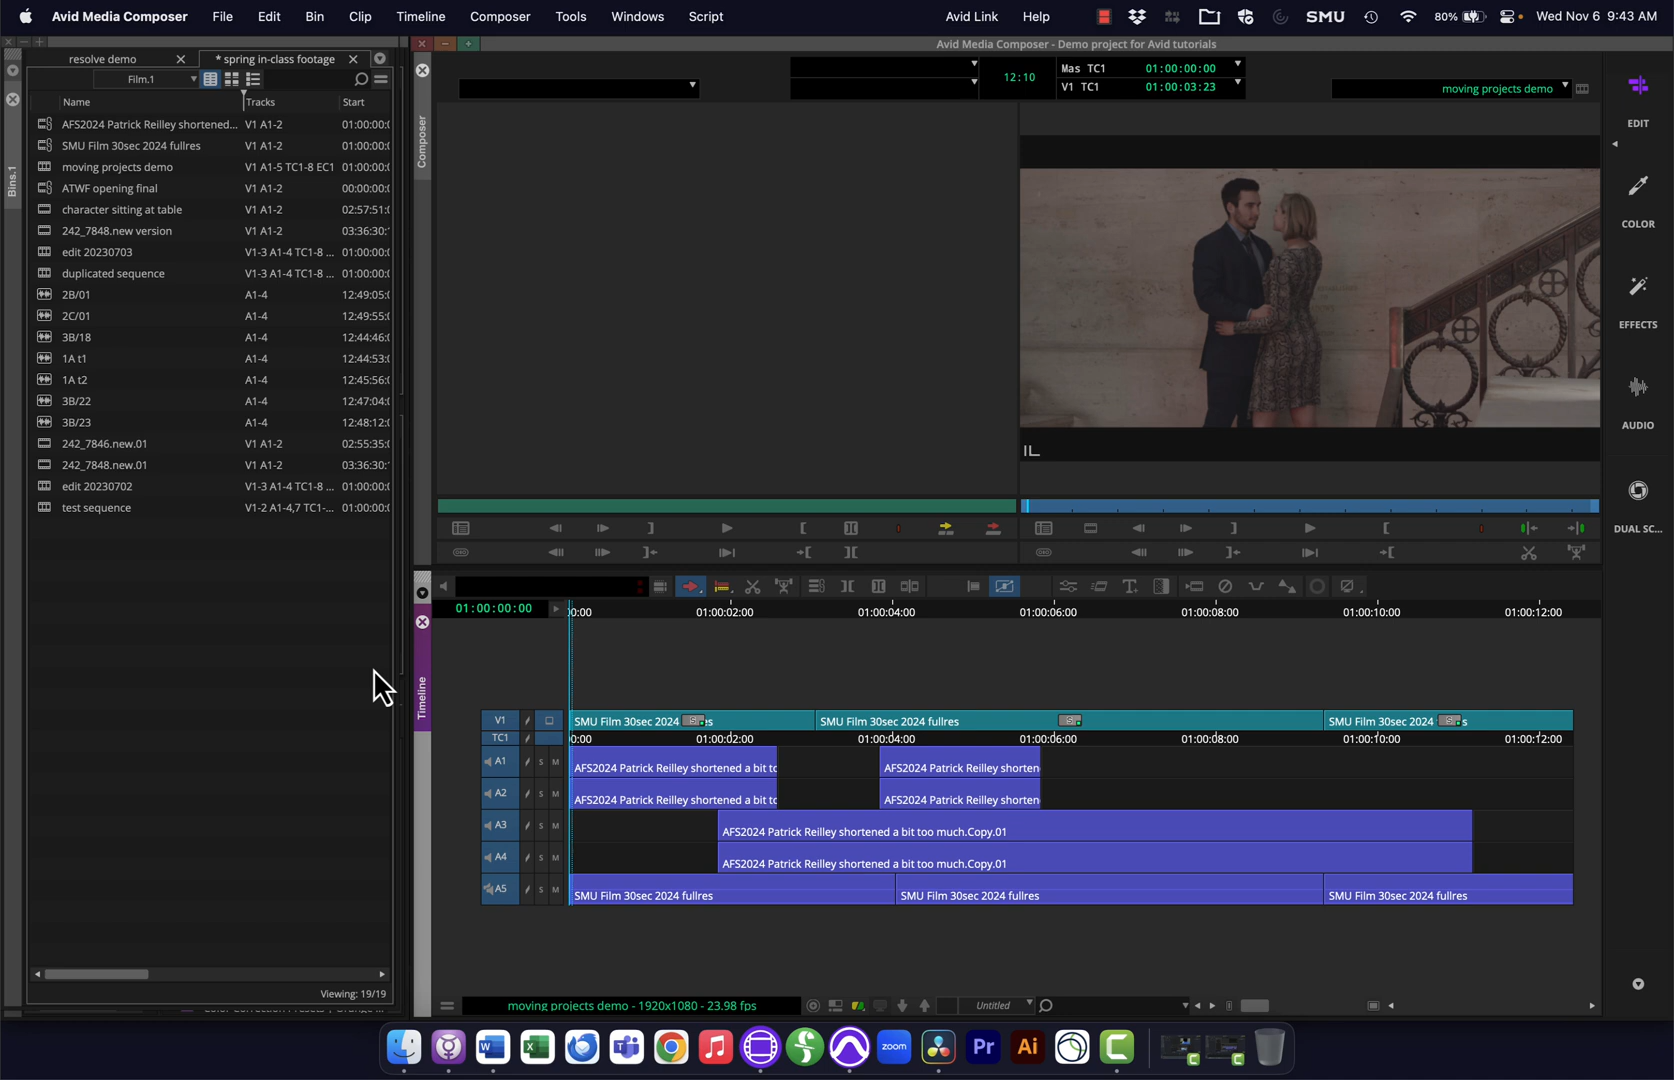 Avid Media Composer File Edit Bin Clip Timeline Composer Tools Windows Script Avid Link Help SMU 80% Wed Nov 6 9:43 AM
Avid Media Composer - Demo project for Avid tutorials
resolve demo * spring in-class footage
Film.1
Name Tracks Start
AFS2024 Patrick Reilley shortened... V1 A1-2 01:00:00:(
SMU Film 30sec 2024 fullres V1 A1-2 01:00:00:(
moving projects demo V1 A1-5 TC1-8 EC1 01:00:00:(
ATWF opening final V1 A1-2 00:00:00:(
character sitting at table V1 A1-2 02:57:51:(
242_7848.new version V1 A1-2 03:36:30:'
edit 20230703 V1-3 A1-4 TC1-8 ... 01:00:00:(
duplicated sequence V1-3 A1-4 TC1-8 ... 01:00:00:(
2B/01 A1-4 12:49:05:(
2C/01 A1-4 12:49:55:(
3B/18 A1-4 12:44:46:(
1A t1 A1-4 12:44:53:(
1A t2 A1-4 12:45:56:(
3B/22 A1-4 12:47:04:(
3B/23 A1-4 12:48:12:(
242_7846.new.01 V1 A1-2 02:55:35:(
242_7848.new.01 V1 A1-2 03:36:30:'
edit 20230702 V1-3 A1-4 TC1-8 ... 01:00:00:(
test sequence V1-2 A1-4,7 TC1-... 01:00:00:(
Viewing: 19/19
Bins.1
Composer
12:10
Mas TC1 01:00:00:00
V1 TC1 01:00:03:23
moving projects demo
EDIT
COLOR
EFFECTS
AUDIO
DUAL SC...
Timeline
01:00:00:00
00:00 01:00:02:00 01:00:04:00 01:00:06:00 01:00:08:00 01:00:10:00 01:00:12:00
V1 SMU Film 30sec 2024 s SMU Film 30sec 2024 fullres SMU Film 30sec 2024 s
TC1 00:00 01:00:02:00 01:00:04:00 01:00:06:00 01:00:08:00 01:00:10:00 01:00:12:00
A1 S M AFS2024 Patrick Reilley shortened a bit tc AFS2024 Patrick Reilley shorten
A2 S M AFS2024 Patrick Reilley shortened a bit tc AFS2024 Patrick Reilley shorten
A3 S M AFS2024 Patrick Reilley shortened a bit too much.Copy.01
A4 S M AFS2024 Patrick Reilley shortened a bit too much.Copy.01
A5 S M SMU Film 30sec 2024 fullres SMU Film 30sec 2024 fullres SMU Film 30sec 2024 fullres
moving projects demo - 1920x1080 - 23.98 fps Untitled
zoom Pr Ai